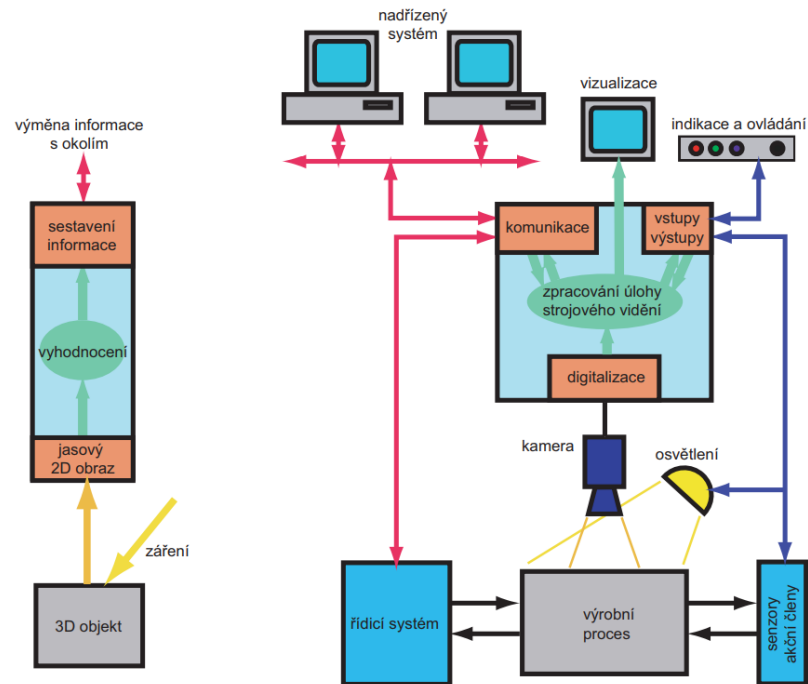 nadřízený
systém
vizualizace
indikace a ovládání
výměna informace
s okolím
sestavení
informace
vyhodnocení
jasový
2D obraz
záření
3D objekt
komunikace
vstupy
výstupy
zpracování úlohy
strojového vidění
digitalizace
kamera
osvětlení
řídicí systém
výrobní
proces
senzory
akční členy